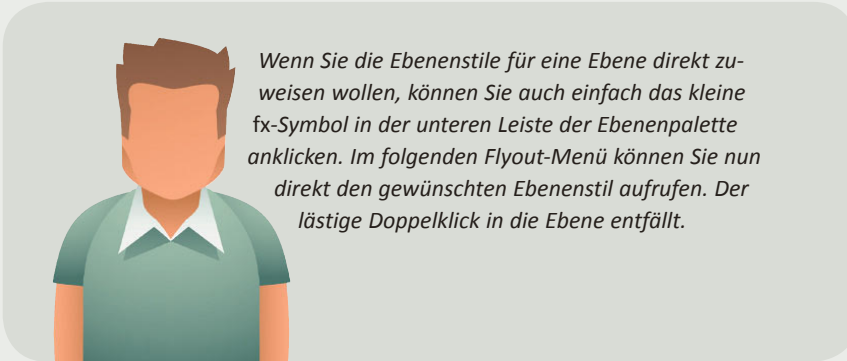 Wenn Sie die Ebenenstile für eine Ebene direkt zu-
weisen wollen, können Sie auch einfach das kleine
fx-Symbol in der unteren Leiste der Ebenenpalette
anklicken. Im folgenden Flyout-Menü können Sie nun
direkt den gewünschten Ebenenstil aufrufen. Der
lästige Doppelklick in die Ebene entfällt.